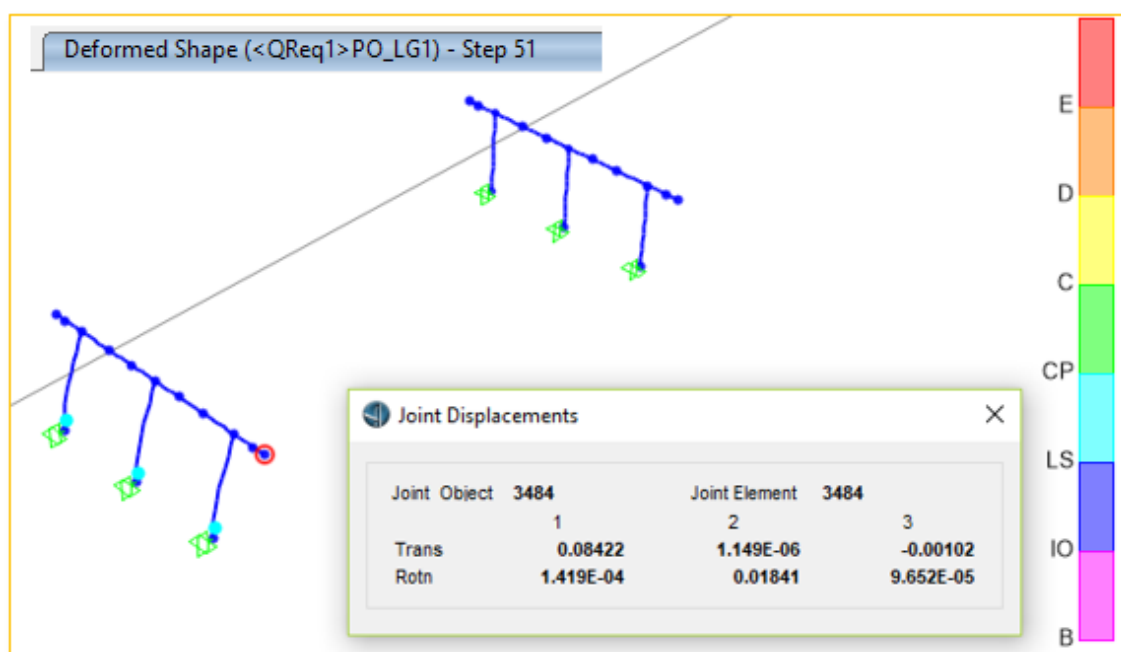 Deformed Shape (<QReq1>PO_LG1) - Step 51
E
D
C
CP
LS
IO
B
Joint Displacements
Joint Object 3484 Joint Element 3484
1 2 3
Trans 0.08422 1.149E-06 -0.00102
Rotn 1.419E-04 0.01841 9.652E-05